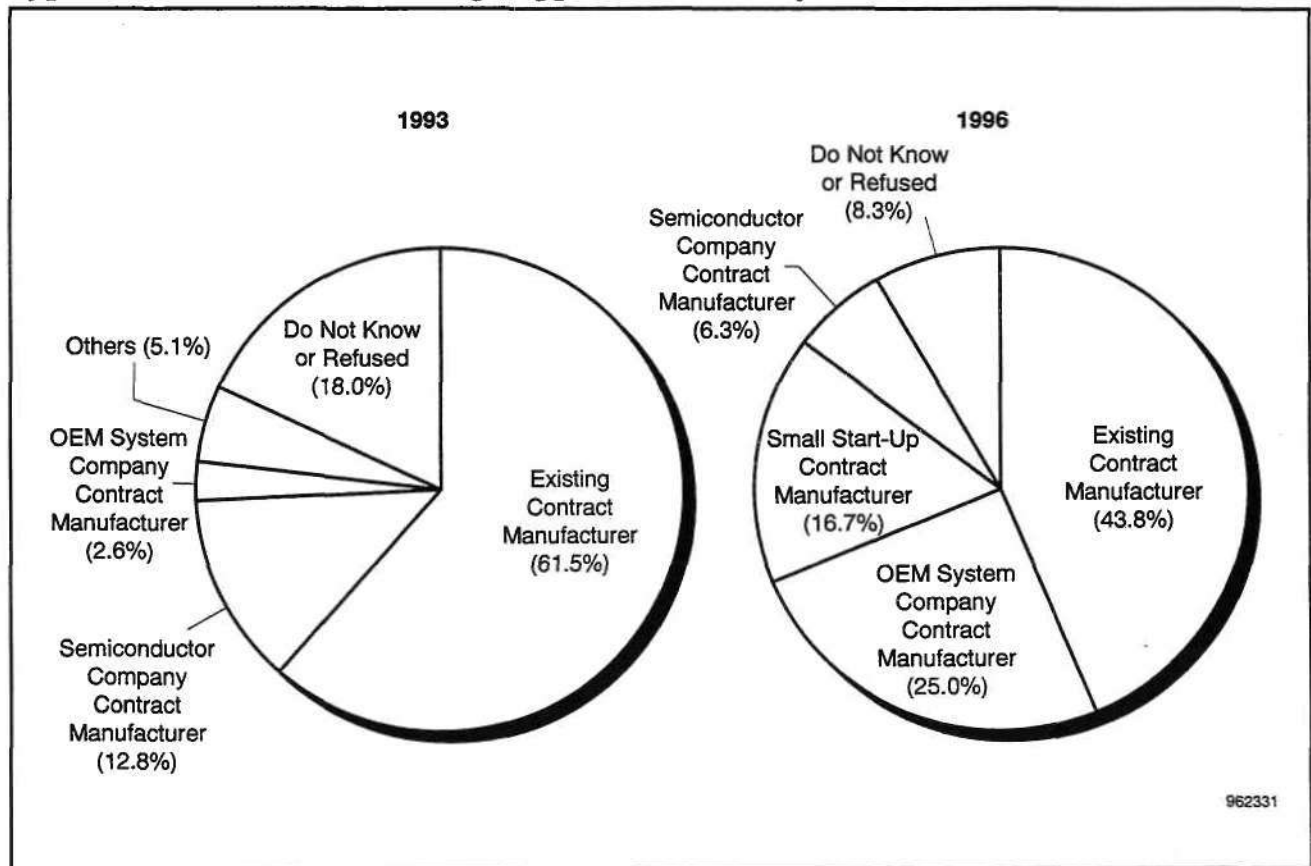 1993
Do Not Know
or Refused
(18.0%)
Others (5.1%)
OEM System
Company
Contract
Manufacturer
(2.6%)
Semiconductor
Company
Contract
Manufacturer
(12.8%)
Existing
Contract
Manufacturer
(61.5%)
1996
Do Not Know
or Refused
(8.3%)
Semiconductor
Company
Contract
Manufacturer
(6.3%)
Small Start-Up
Contract
Manufacturer
(16.7%)
OEM System
Company
Contract
Manufacturer
(25.0%)
Existing
Contract
Manufacturer
(43.8%)
962331